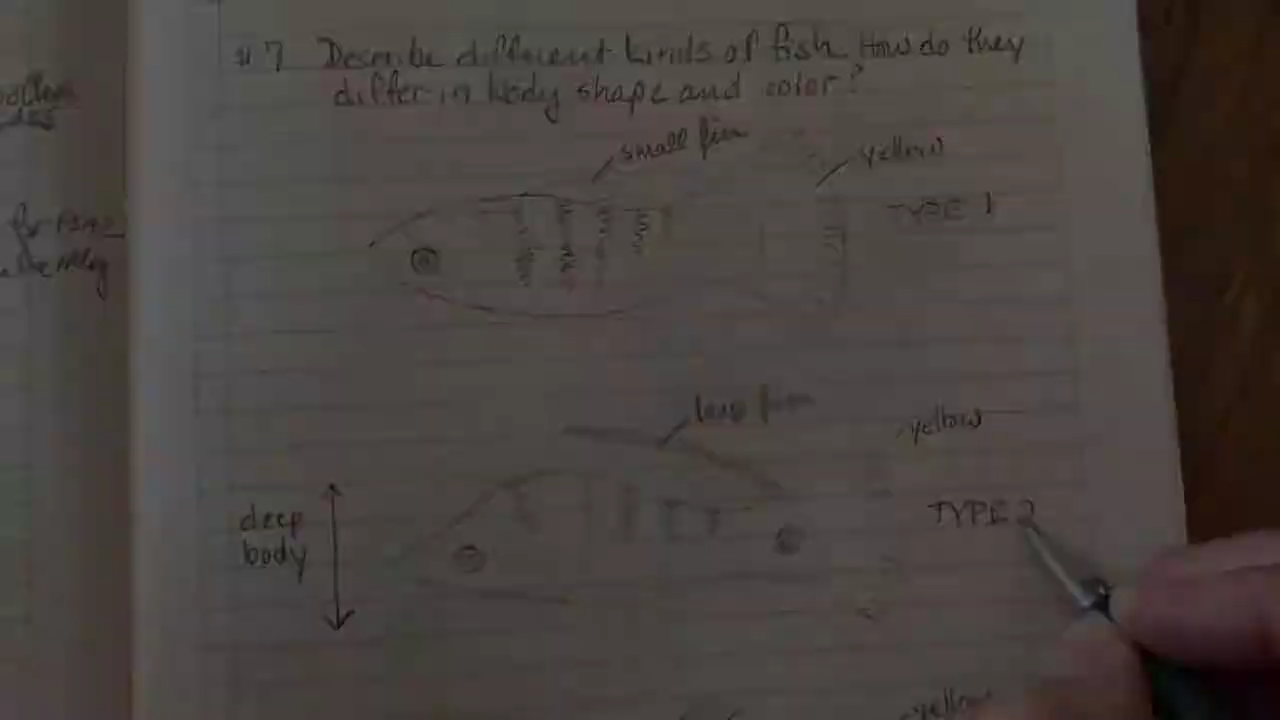 #7 Describe different kinds of fish. How do they
differ in body shape and color?
small fin
yellow
TYPE 1
long fin
yellow
deep
body
TYPE 2
yellow